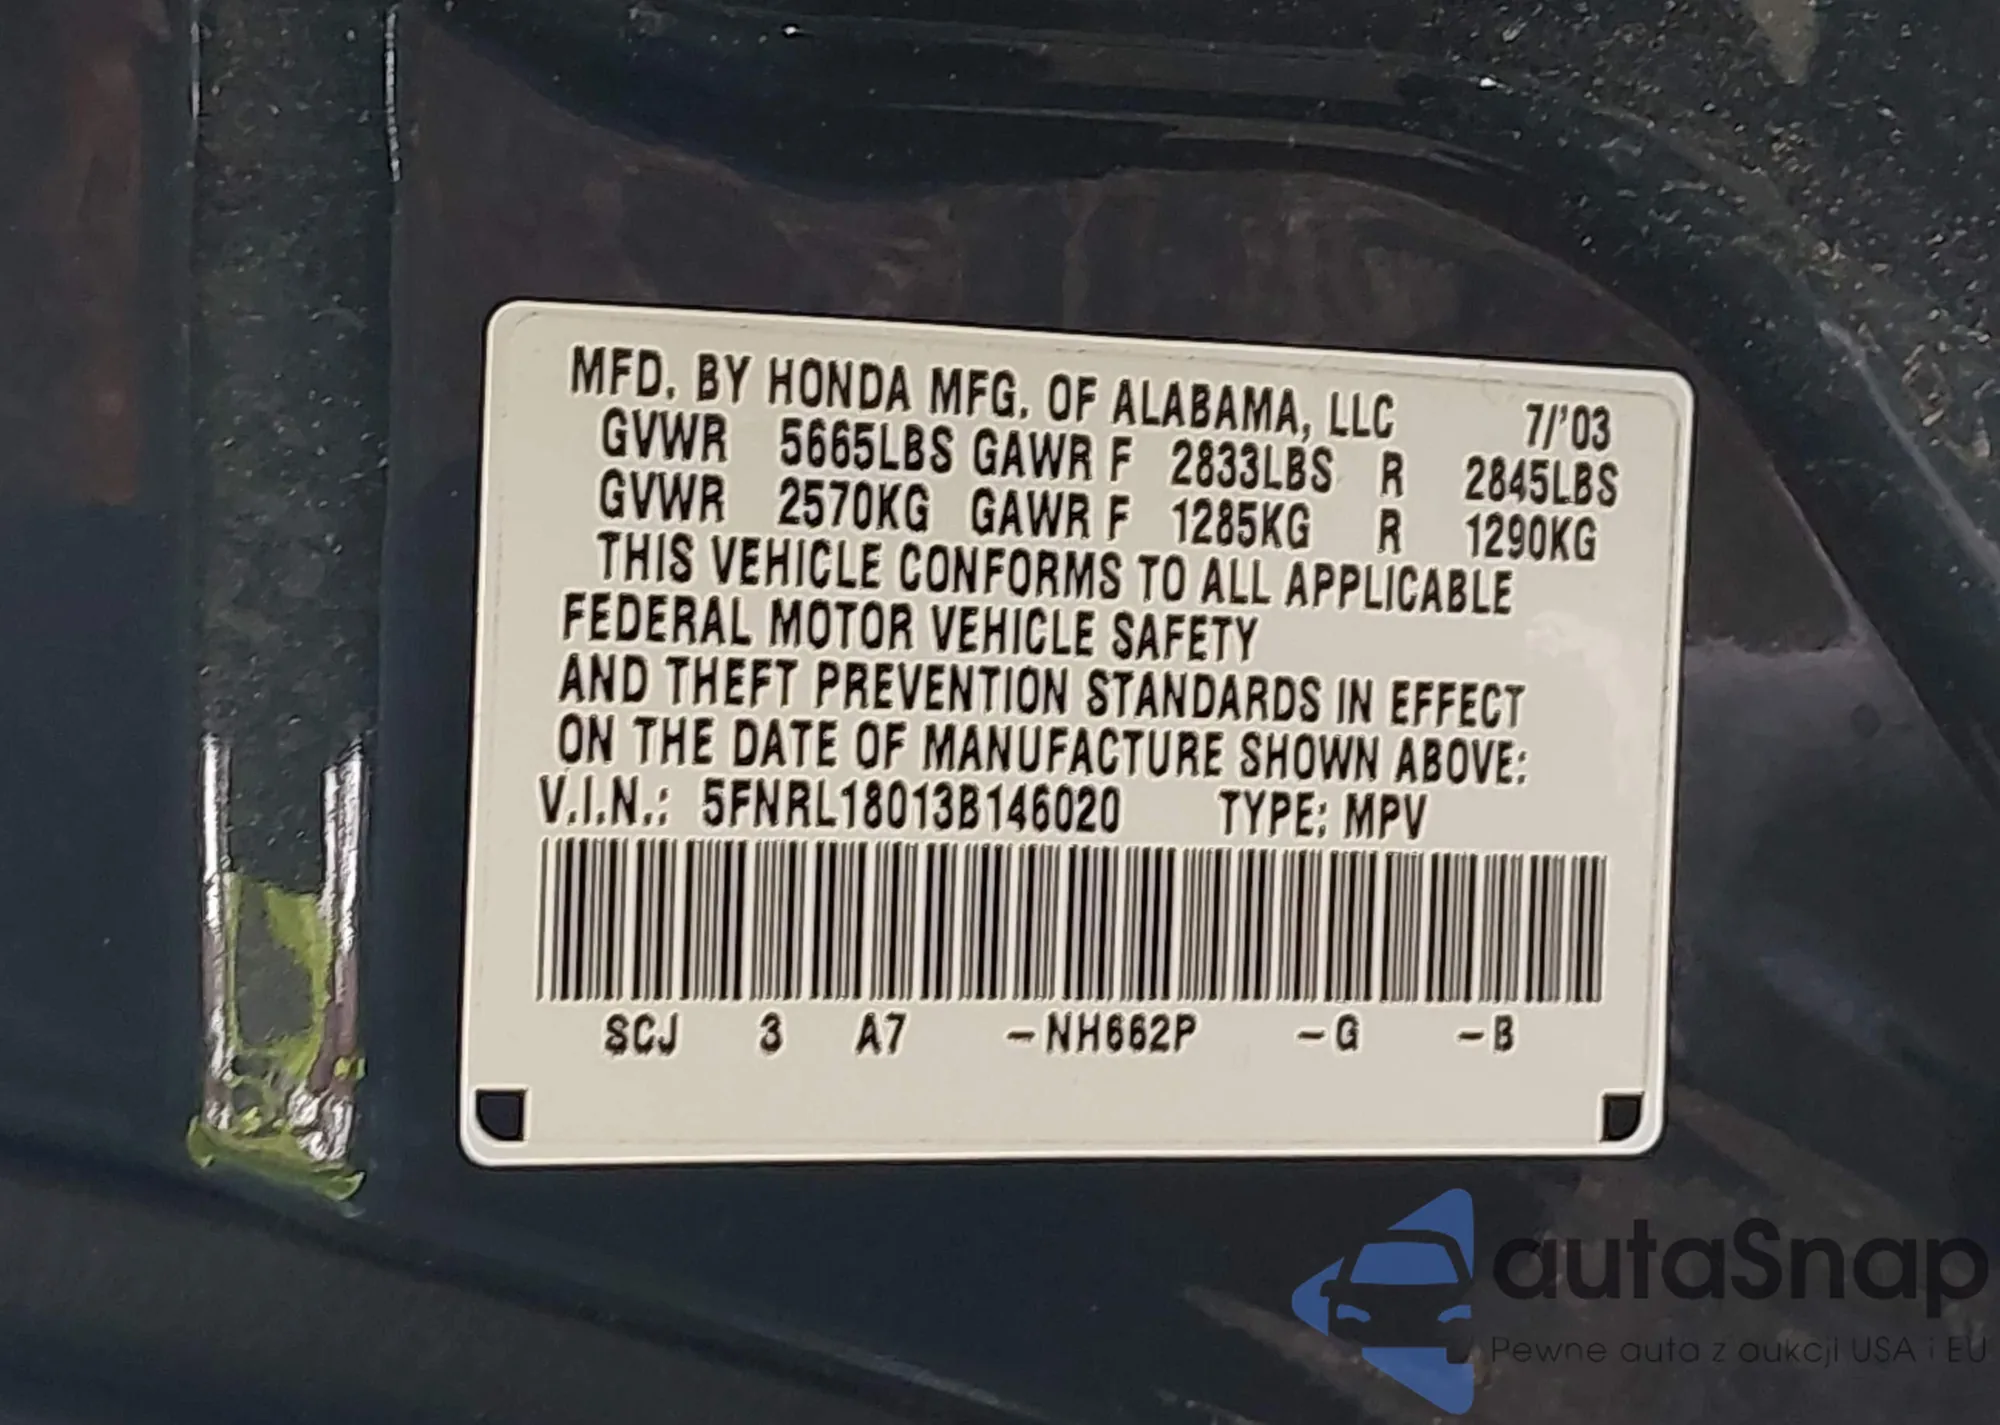 MFD. BY HONDA MFG. OF ALABAMA, LLC 7/'03
GVWR 5665LBS GAWR F 2833LBS R 2845LBS
GVWR 2570KG GAWR F 1285KG R 1290KG
THIS VEHICLE CONFORMS TO ALL APPLICABLE
FEDERAL MOTOR VEHICLE SAFETY
AND THEFT PREVENTION STANDARDS IN EFFECT
ON THE DATE OF MANUFACTURE SHOWN ABOVE:
V.I.N.: 5FNRL18013B146020 TYPE: MPV
SCJ 3 A7 -NH662P -G -B
autaSnap
Pewne auta z aukcji USA i EU